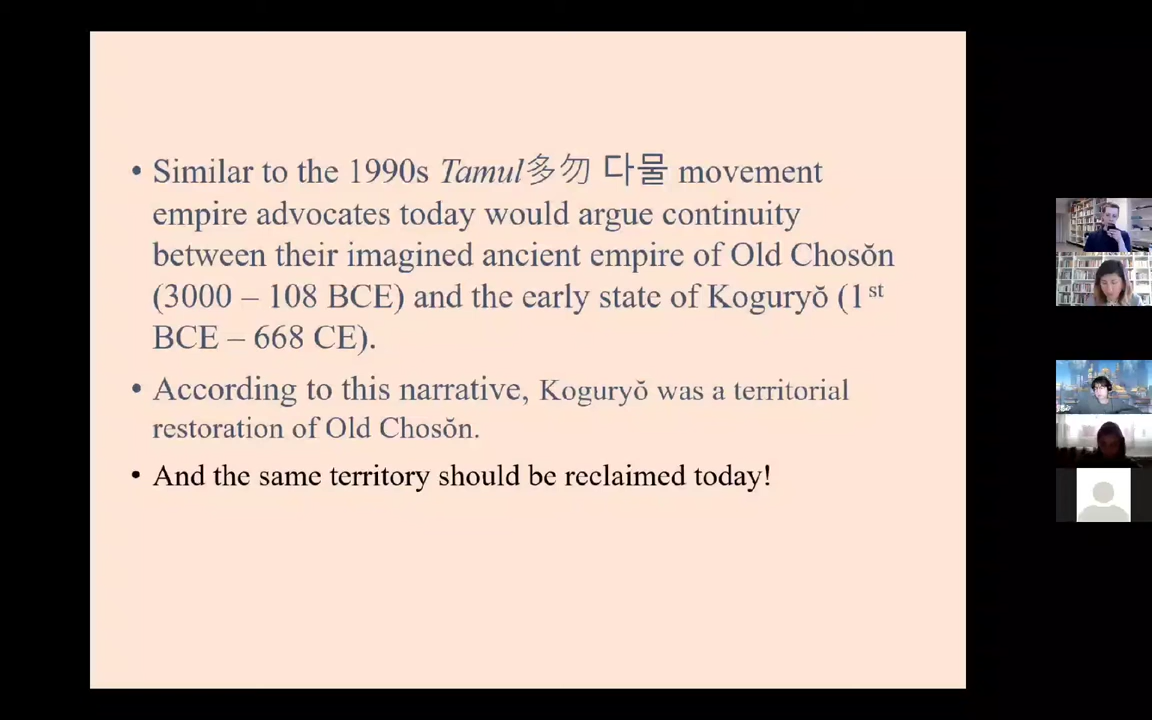 • Similar to the 1990s Tamul多勿 다물 movement
empire advocates today would argue continuity
between their imagined ancient empire of Old Chosŏn
(3000 – 108 BCE) and the early state of Koguryŏ (1st
BCE – 668 CE).
• According to this narrative, Koguryŏ was a territorial
restoration of Old Chosŏn.
• And the same territory should be reclaimed today!